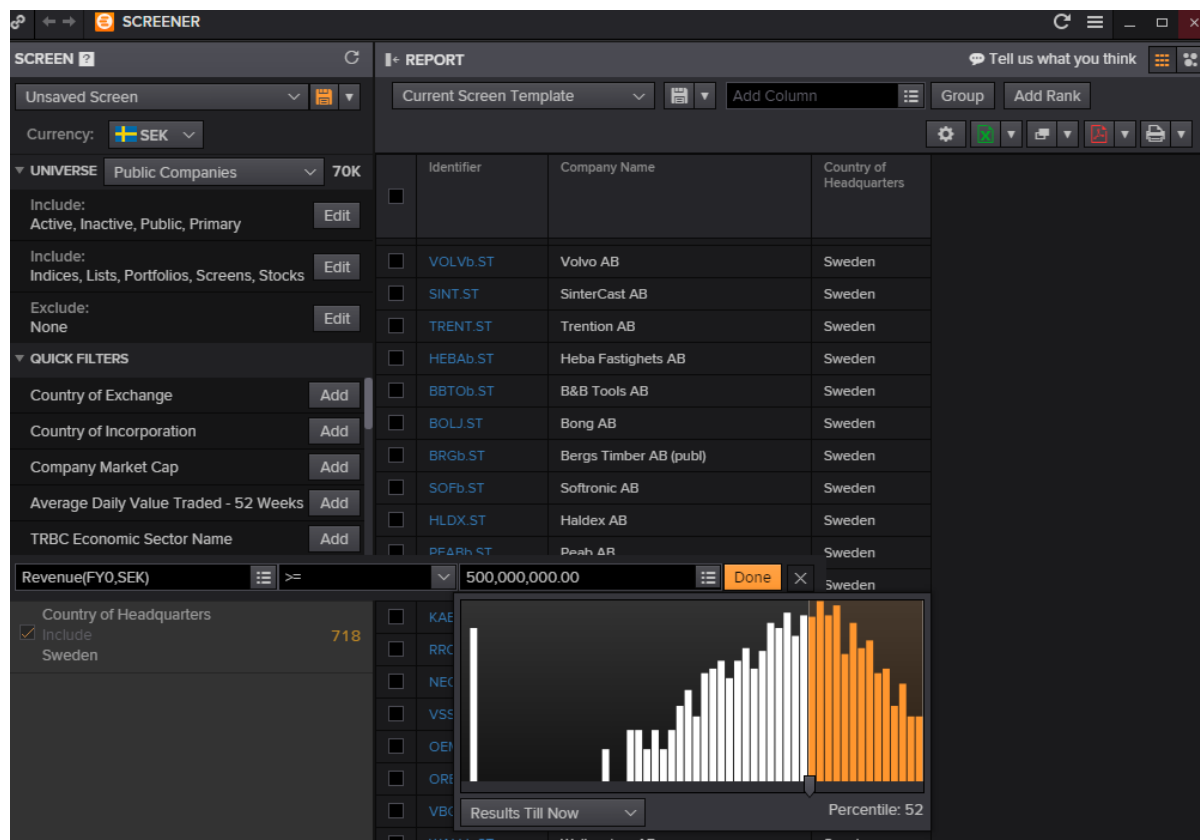 SCREENER
SCREEN ?
Unsaved Screen
Currency: SEK
UNIVERSE Public Companies 70K
Include:
Active, Inactive, Public, Primary
Edit
Include:
Indices, Lists, Portfolios, Screens, Stocks
Edit
Exclude:
None
Edit
QUICK FILTERS
Country of Exchange Add
Country of Incorporation Add
Company Market Cap Add
Average Daily Value Traded - 52 Weeks Add
TRBC Economic Sector Name Add
Revenue(FY0,SEK) >= 500,000,000.00 Done
Country of Headquarters
Include
Sweden
718
REPORT
Tell us what you think
Current Screen Template Add Column Group Add Rank
Identifier Company Name Country of
Headquarters
VOLVb.ST Volvo AB Sweden
SINT.ST SinterCast AB Sweden
TRENT.ST Trention AB Sweden
HEBAb.ST Heba Fastighets AB Sweden
BBTOb.ST B&B Tools AB Sweden
BOLJ.ST Bong AB Sweden
BRGb.ST Bergs Timber AB (publ) Sweden
SOFb.ST Softronic AB Sweden
HLDX.ST Haldex AB Sweden
PEABb.ST Peab AB Sweden
Sweden
KAB
RRO
NEO
VSS
OEM
ORE
VBG
Results Till Now Percentile: 52